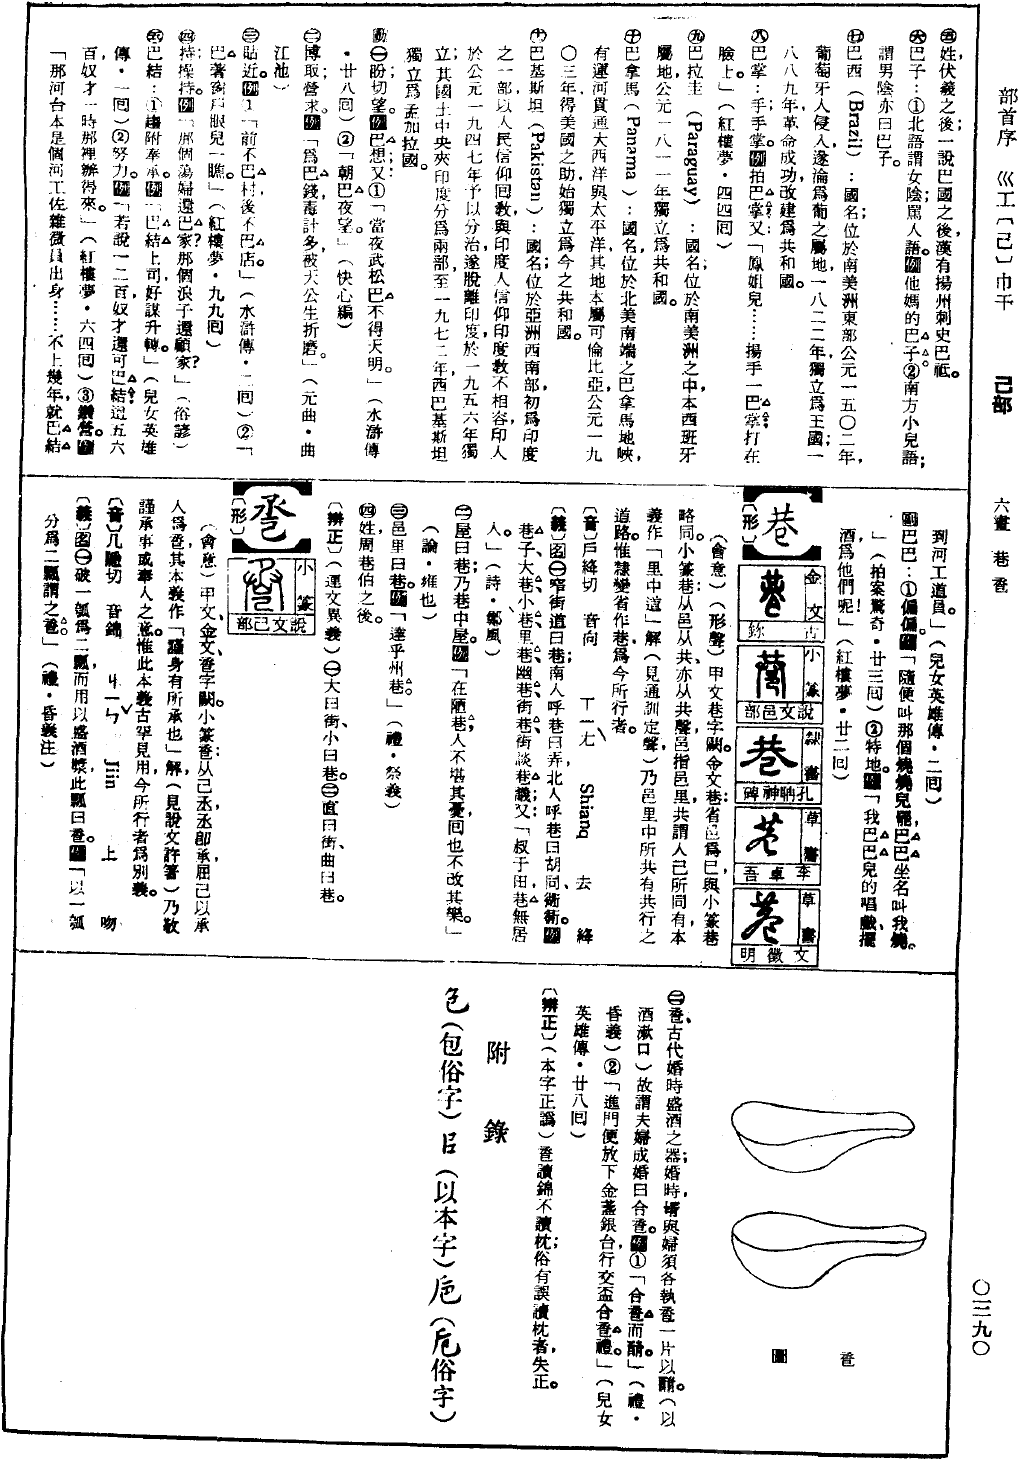 部首序 巛工「己」巾干 己部 六畫 巷 巹 〇三九〇
㊄姓,伏羲之後;一說巴國之後,漢有揚州刺史巴祗。
㊅巴子:①北語謂女陰,罵人語。例他媽的巴子②南方小兒語;
謂男陰亦曰巴子。
㊆巴西(Brazil):國名,位於南美洲東部,公元一五〇二年,
葡萄牙人侵入,遂淪為葡之屬地,一八二二年獨立為王國;一
八八九年革命成功,改建為共和國。
㊇巴掌:手;手掌。例拍巴掌又「鳳姐兒……揚手一巴掌打在
臉上。」(紅樓夢・四四回)
㊈巴拉圭(Paraguay):國名,位於南美洲之中,本西班牙
屬地,公元一八一一年獨立為共和國。
㊉巴拿馬(Panama):國名,位於北美南端之巴拿馬地峽,
有運河貫通大西洋與太平洋,其地本屬可倫比亞,公元一九
〇三年得美國之助,始獨立為今之共和國。
㊉巴基斯坦(Pakistan):國名,位於亞洲西南部,初為印度
之一部,以人民信仰回教,與印度人信仰印度教不相容,印人
於公元一九四七年予以分治,遂脫離印度,於一九五六年獨
立,其國土中央夾印度,分為兩部,至一九七二年西巴基斯坦
獨立為孟加拉國。
動㊀盼切望。例巴想又①「當夜武松巴不得天明。」(水滸傳
・廿八回)②「朝巴夜望。」(快心編)
㊁博取,營求。例「為巴錢毒計多,被天公生折磨。」(元曲・曲
江池)
㊂貼近。例①「前不巴村,後不巴店。」(水滸傳・二回)②「
巴著窗戶眼兒一瞧。」(紅樓夢・九九回)
㊃持;操持。例「那個蕩婦還巴家?那個浪子還顧家?」(俗諺)
㊄巴結:①趨附奉承。例「巴結上司,好謀升轉。」(兒女英雄
傳・一回)②努力。例「若說一二百,奴才還可巴結,這五六
百,奴才一時那裡辦得來。」(紅樓夢・六四回)③鑽營。例
「那河台本是個河工佐雜微員出身……不上幾年,就巴結
到河工道員。」(兒女英雄傳・二回)
副巴巴:①偏偏。例「隨便叫那個燒燒兒罷,巴巴坐名叫我燒。
」(拍案驚奇・廿三回)②特地。例「我巴巴兒的唱戲、擺
酒,為他們呢!」(紅樓夢・廿二回)
巷
〔形〕
金文 古鉨
小篆 說文邑部
隸書 孔聃神碑
草書 李卓吾
草書 文徵明
(會意)(形聲)甲文巷字闕。金文巷:省邑為巳,與小篆巷
略同。小篆巷:从邑从共,亦从共聲,邑指邑里,共謂人己所同有,本
義作「里中道」解(見通訓定聲),乃邑里中所共有共行之
道路。惟隸變省作巷,為今所行者。
〔音〕戶絳切 音向 ㄒㄧㄤˋ Shianq 去 絳
〔義〕名㊀窄街道曰巷;南人呼巷曰弄,北人呼巷曰胡同、衚衕。例
巷子、大巷、小巷、里巷、幽巷、街巷、街談巷議;又「叔于田,巷無居
人。」(詩・鄭風)
㊁屋曰巷;乃巷中屋。例「在陋巷,人不堪其憂,回也不改其樂。」
(論・雍也)
㊂邑里曰巷。例「達乎州巷。」(禮・祭義)
㊃姓,周巷伯之後。
〔辨正〕(連文異義)㊀大曰街,小曰巷。㊁直曰街,曲曰巷。
巹
〔形〕
小篆 說文己部
(會意)甲文、金文巹字闕。小篆巹:从己丞,丞即承,屈己以承
人為巹,其本義作「謹身有所承也」解(見說文許箸),乃敬
謹承事或奉人之意,惟此本義古罕見用,今所行者為別義。
〔音〕几隱切 音錦 ㄐㄧㄣˇ Jiin 上 吻
〔義〕名㊀破一瓠為二瓢而用以盛酒漿,此瓢曰巹。例「以一瓠
分為二瓢謂之巹。」(禮・昏義注)
巹
圖
㊁巹,古代婚時盛酒之器;婚時,壻與婦須各執巹一片以酳。(以
酒漱口)故謂夫婦成婚曰合巹。例①「合巹而酳。」(禮・
昏義)②「進門便放下金盞銀台,行交盃合巹禮。」(兒女
英雄傳・廿八回)
〔辨正〕(本字正譌)巹讀錦,不讀枕;俗有誤讀枕者,失正。
附錄
㔾(包俗字)㠯(以本字)巵(卮俗字)